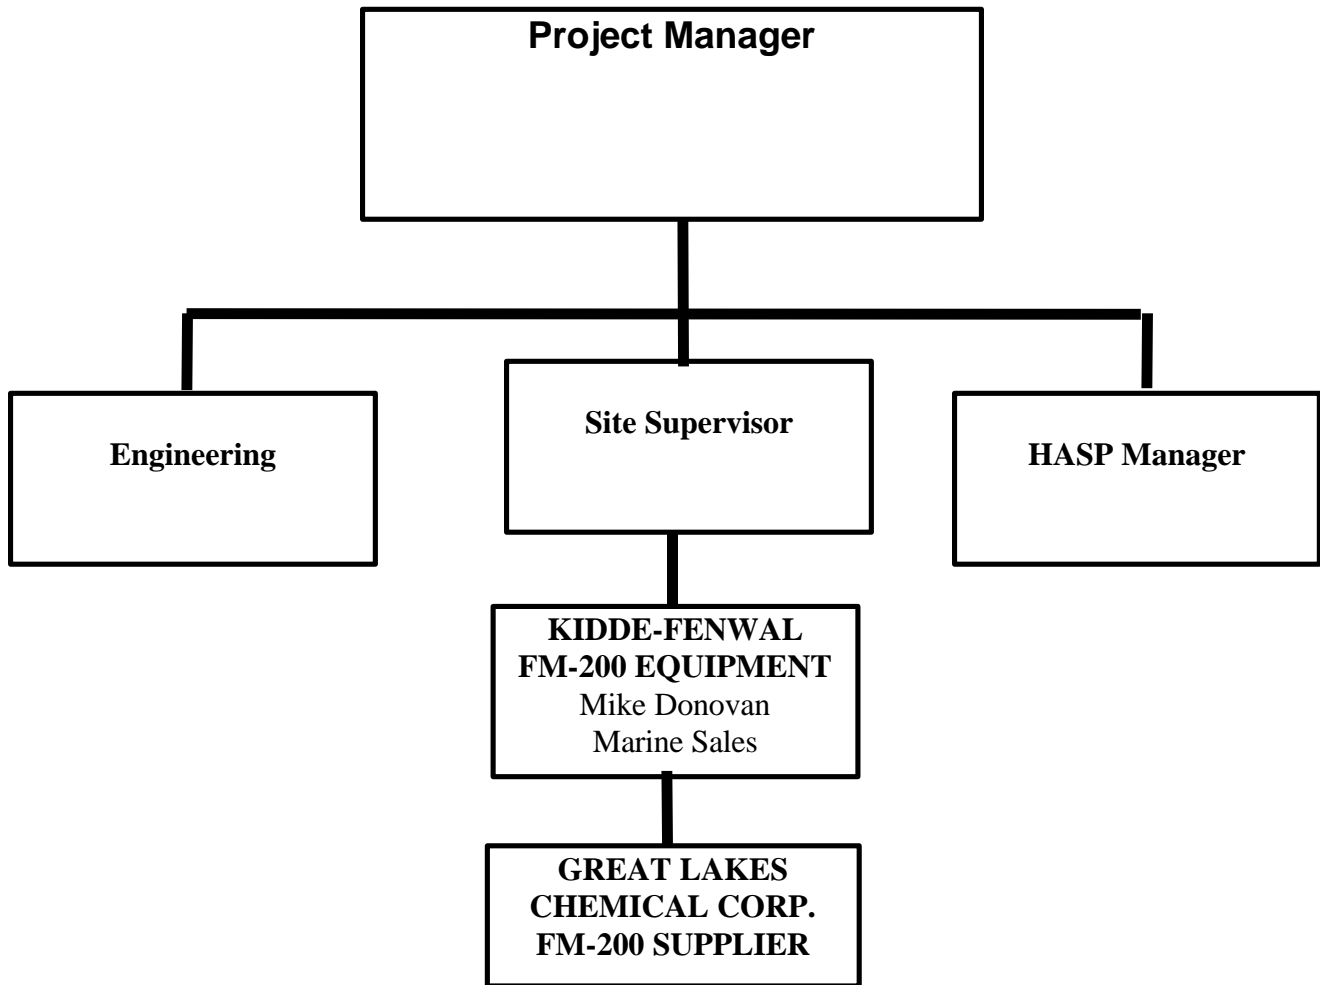 Project Manager
Engineering
Site Supervisor
HASP Manager
KIDDE-FENWAL
FM-200 EQUIPMENT
Mike Donovan
Marine Sales
GREAT LAKES
CHEMICAL CORP.
FM-200 SUPPLIER